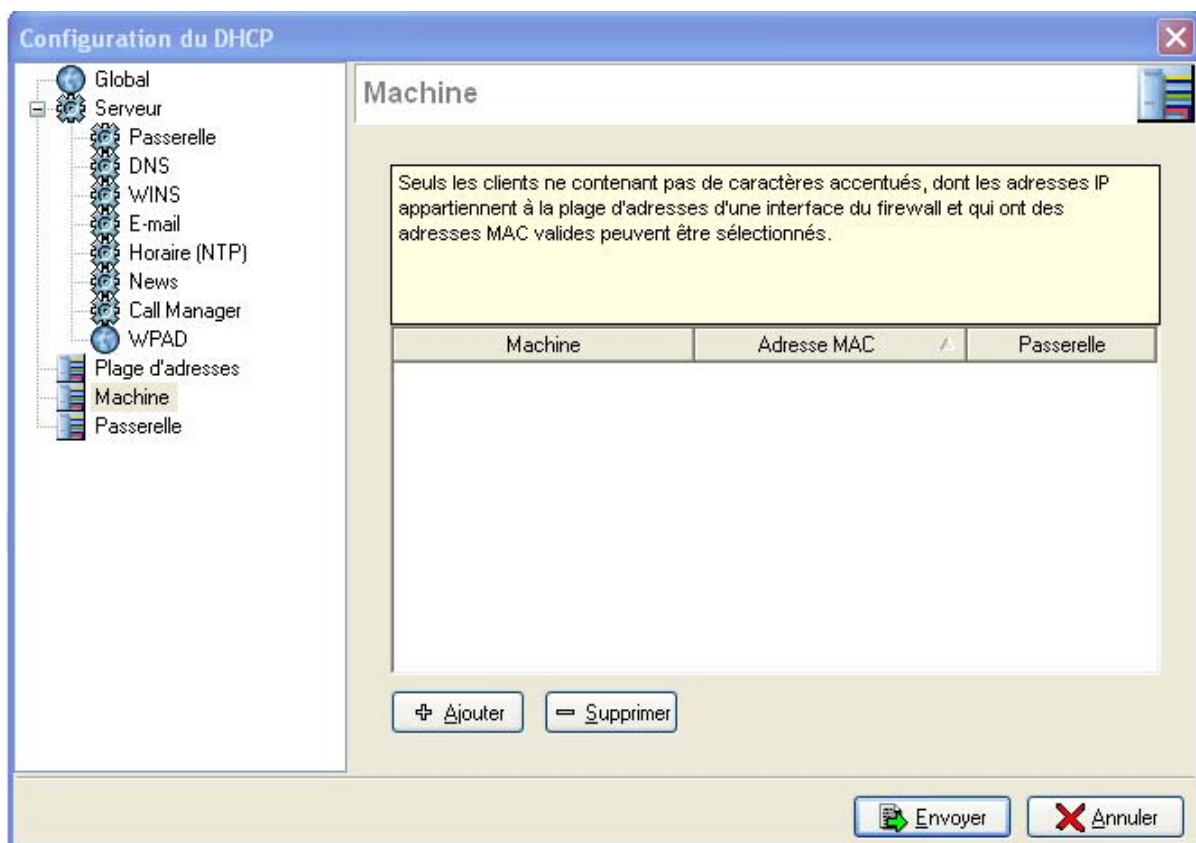 Configuration du DHCP
Global
Serveur
Passerelle
DNS
WINS
E-mail
Horaire (NTP)
News
Call Manager
WPAD
Plage d'adresses
Machine
Passerelle
Machine
Seuls les clients ne contenant pas de caractères accentués, dont les adresses IP
appartiennent à la plage d'adresses d'une interface du firewall et qui ont des
adresses MAC valides peuvent être sélectionnés.
Machine Adresse MAC Passerelle
Ajouter Supprimer
Envoyer Annuler